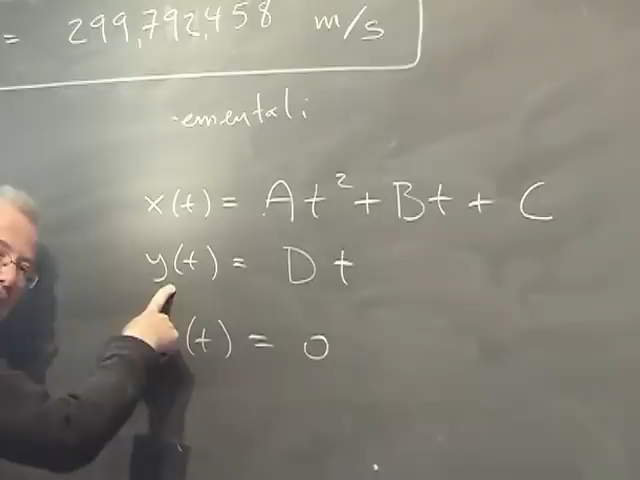 = 299,792,458 m/s
x(t) = At² + Bt + C
y(t) = Dt
(t) = 0